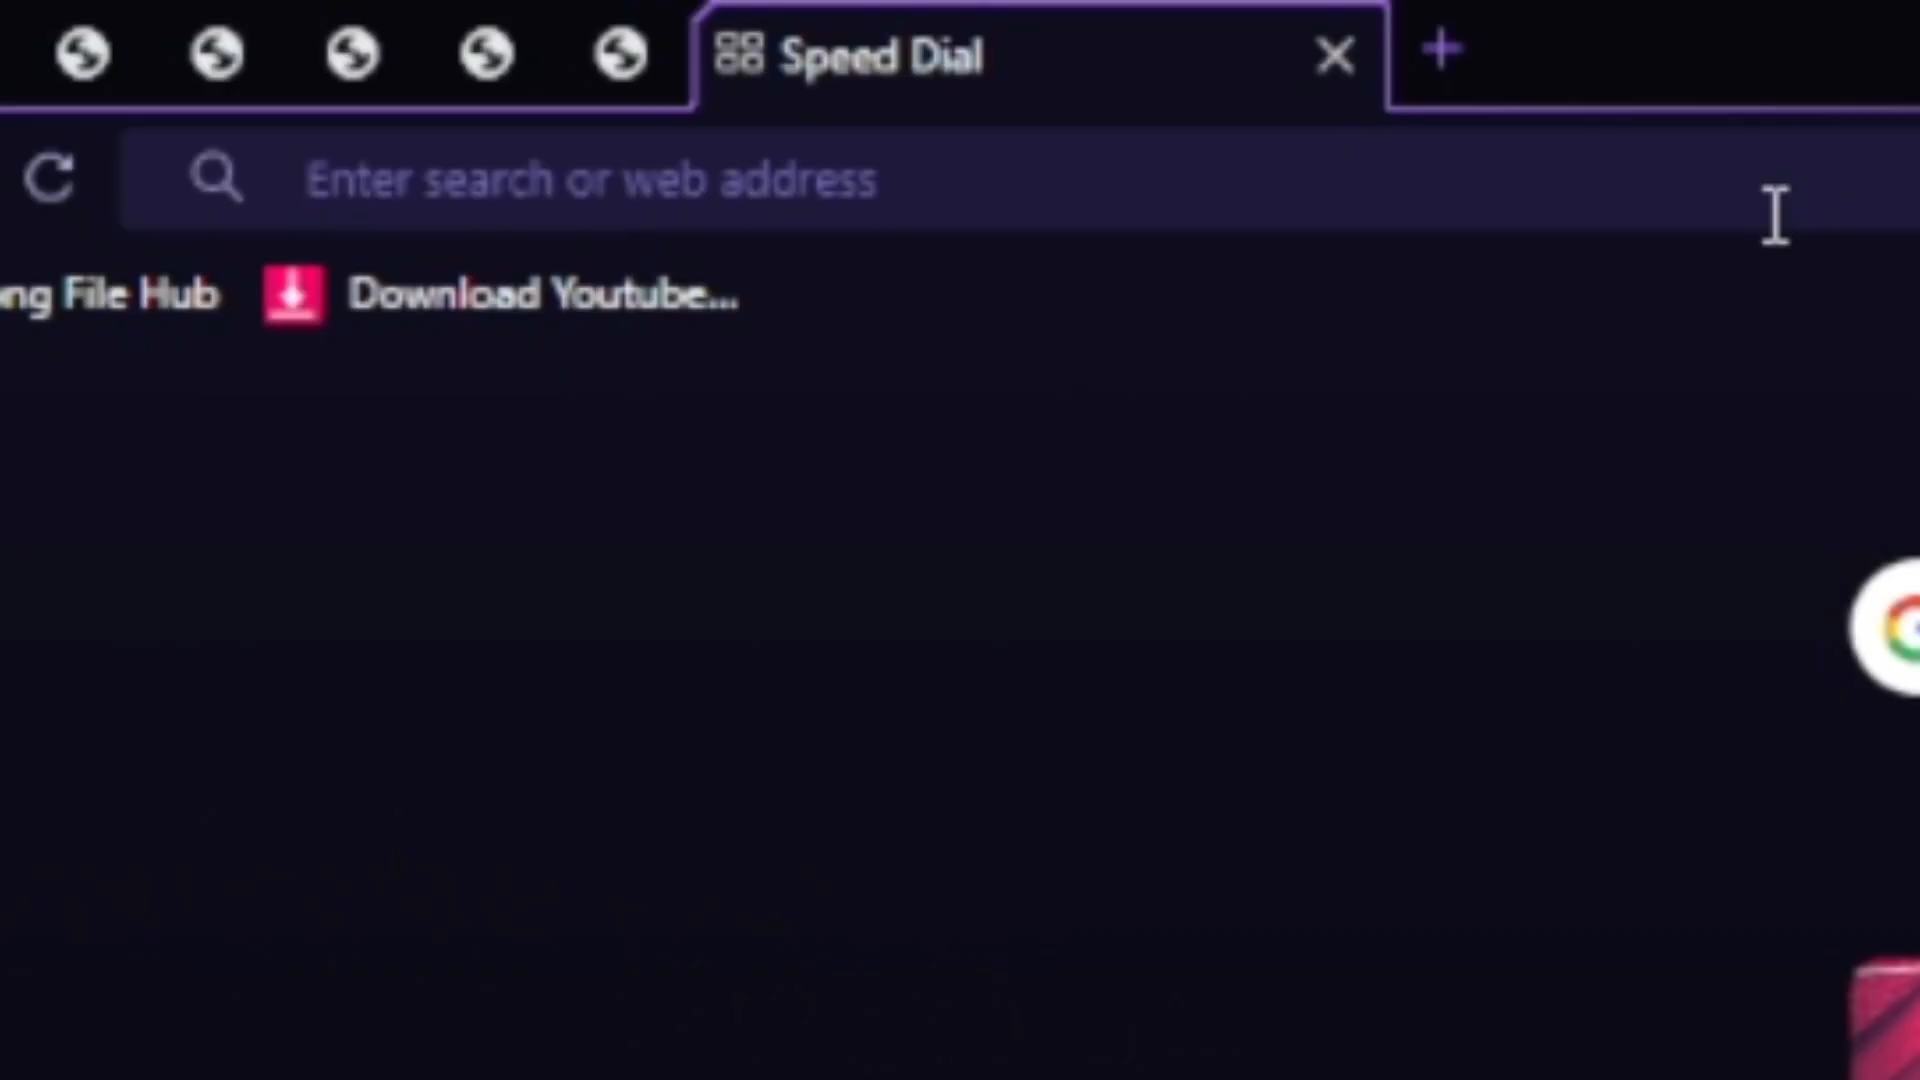 Speed Dial
Enter search or web address
ng File Hub
Download Youtube...